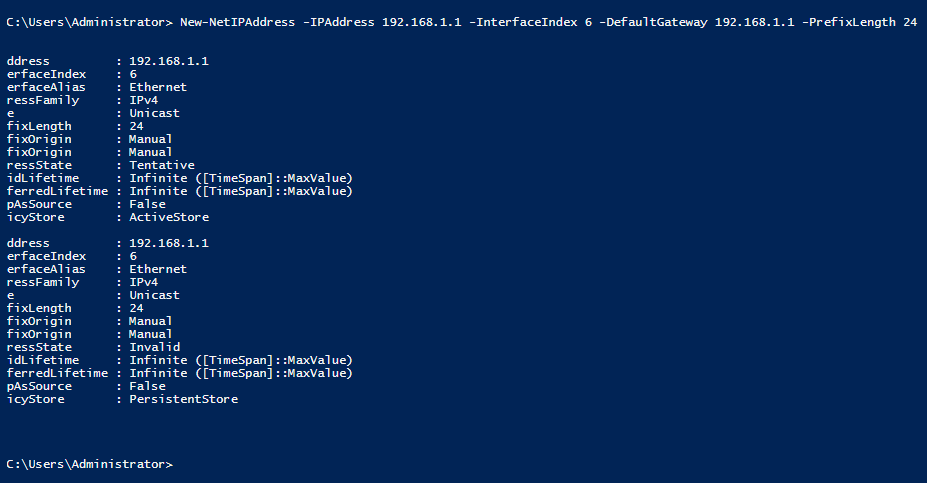 C:\Users\Administrator> New-NetIPAddress -IPAddress 192.168.1.1 -InterfaceIndex 6 -DefaultGateway 192.168.1.1 -PrefixLength 24
ddress : 192.168.1.1
erfaceIndex : 6
erfaceAlias : Ethernet
ressFamily : IPv4
e : Unicast
fixLength : 24
fixOrigin : Manual
fixOrigin : Manual
ressState : Tentative
idLifetime : Infinite ([TimeSpan]::MaxValue)
ferredLifetime : Infinite ([TimeSpan]::MaxValue)
pAsSource : False
icyStore : ActiveStore
ddress : 192.168.1.1
erfaceIndex : 6
erfaceAlias : Ethernet
ressFamily : IPv4
e : Unicast
fixLength : 24
fixOrigin : Manual
fixOrigin : Manual
ressState : Invalid
idLifetime : Infinite ([TimeSpan]::MaxValue)
ferredLifetime : Infinite ([TimeSpan]::MaxValue)
pAsSource : False
icyStore : PersistentStore
C:\Users\Administrator>